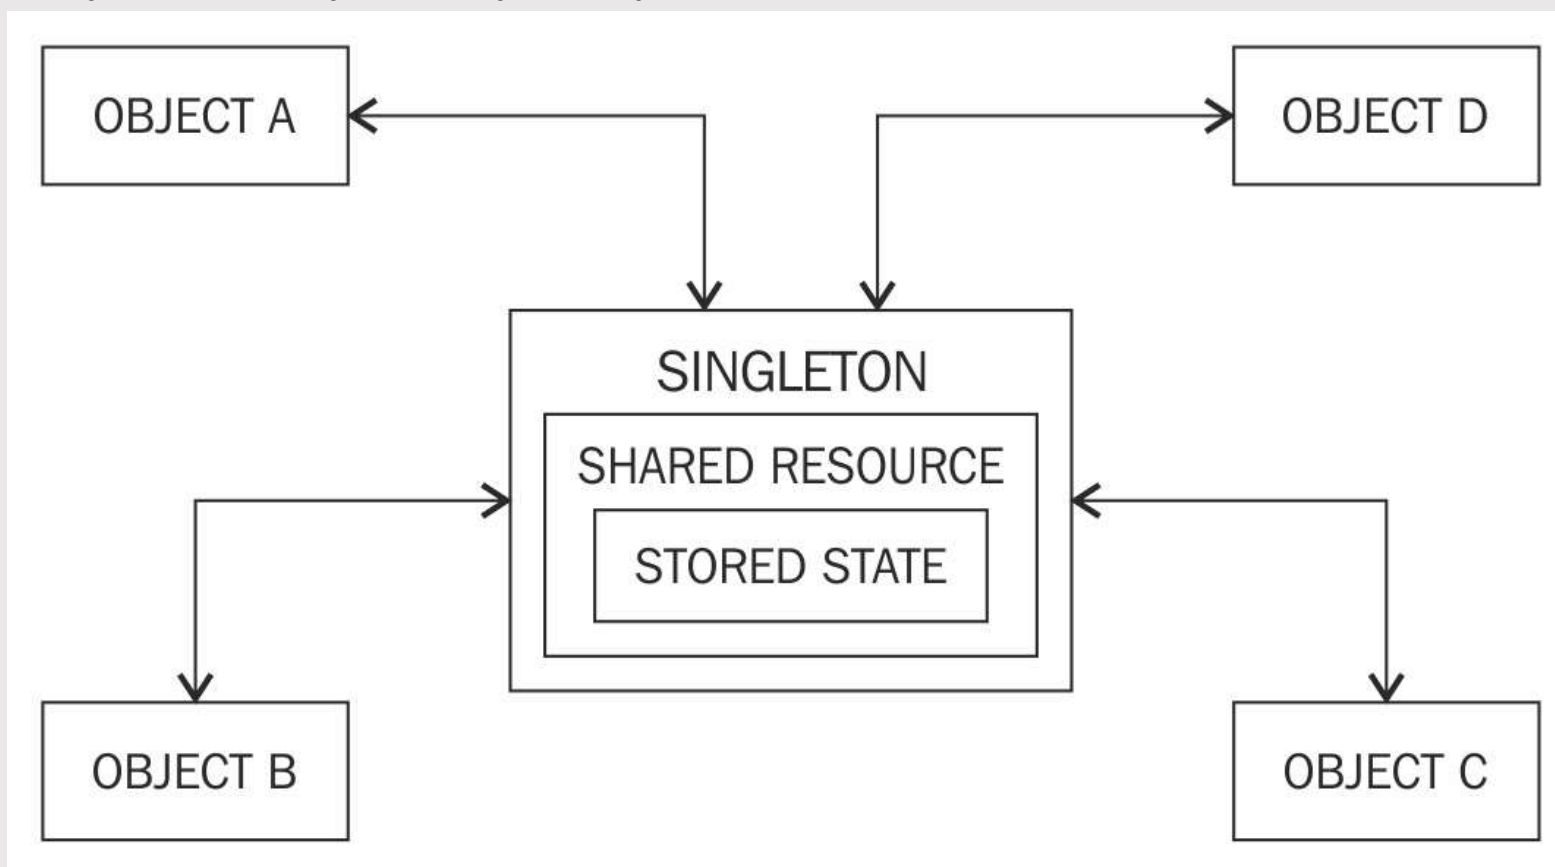 OBJECT A
OBJECT D
SINGLETON
SHARED RESOURCE
STORED STATE
OBJECT B
OBJECT C